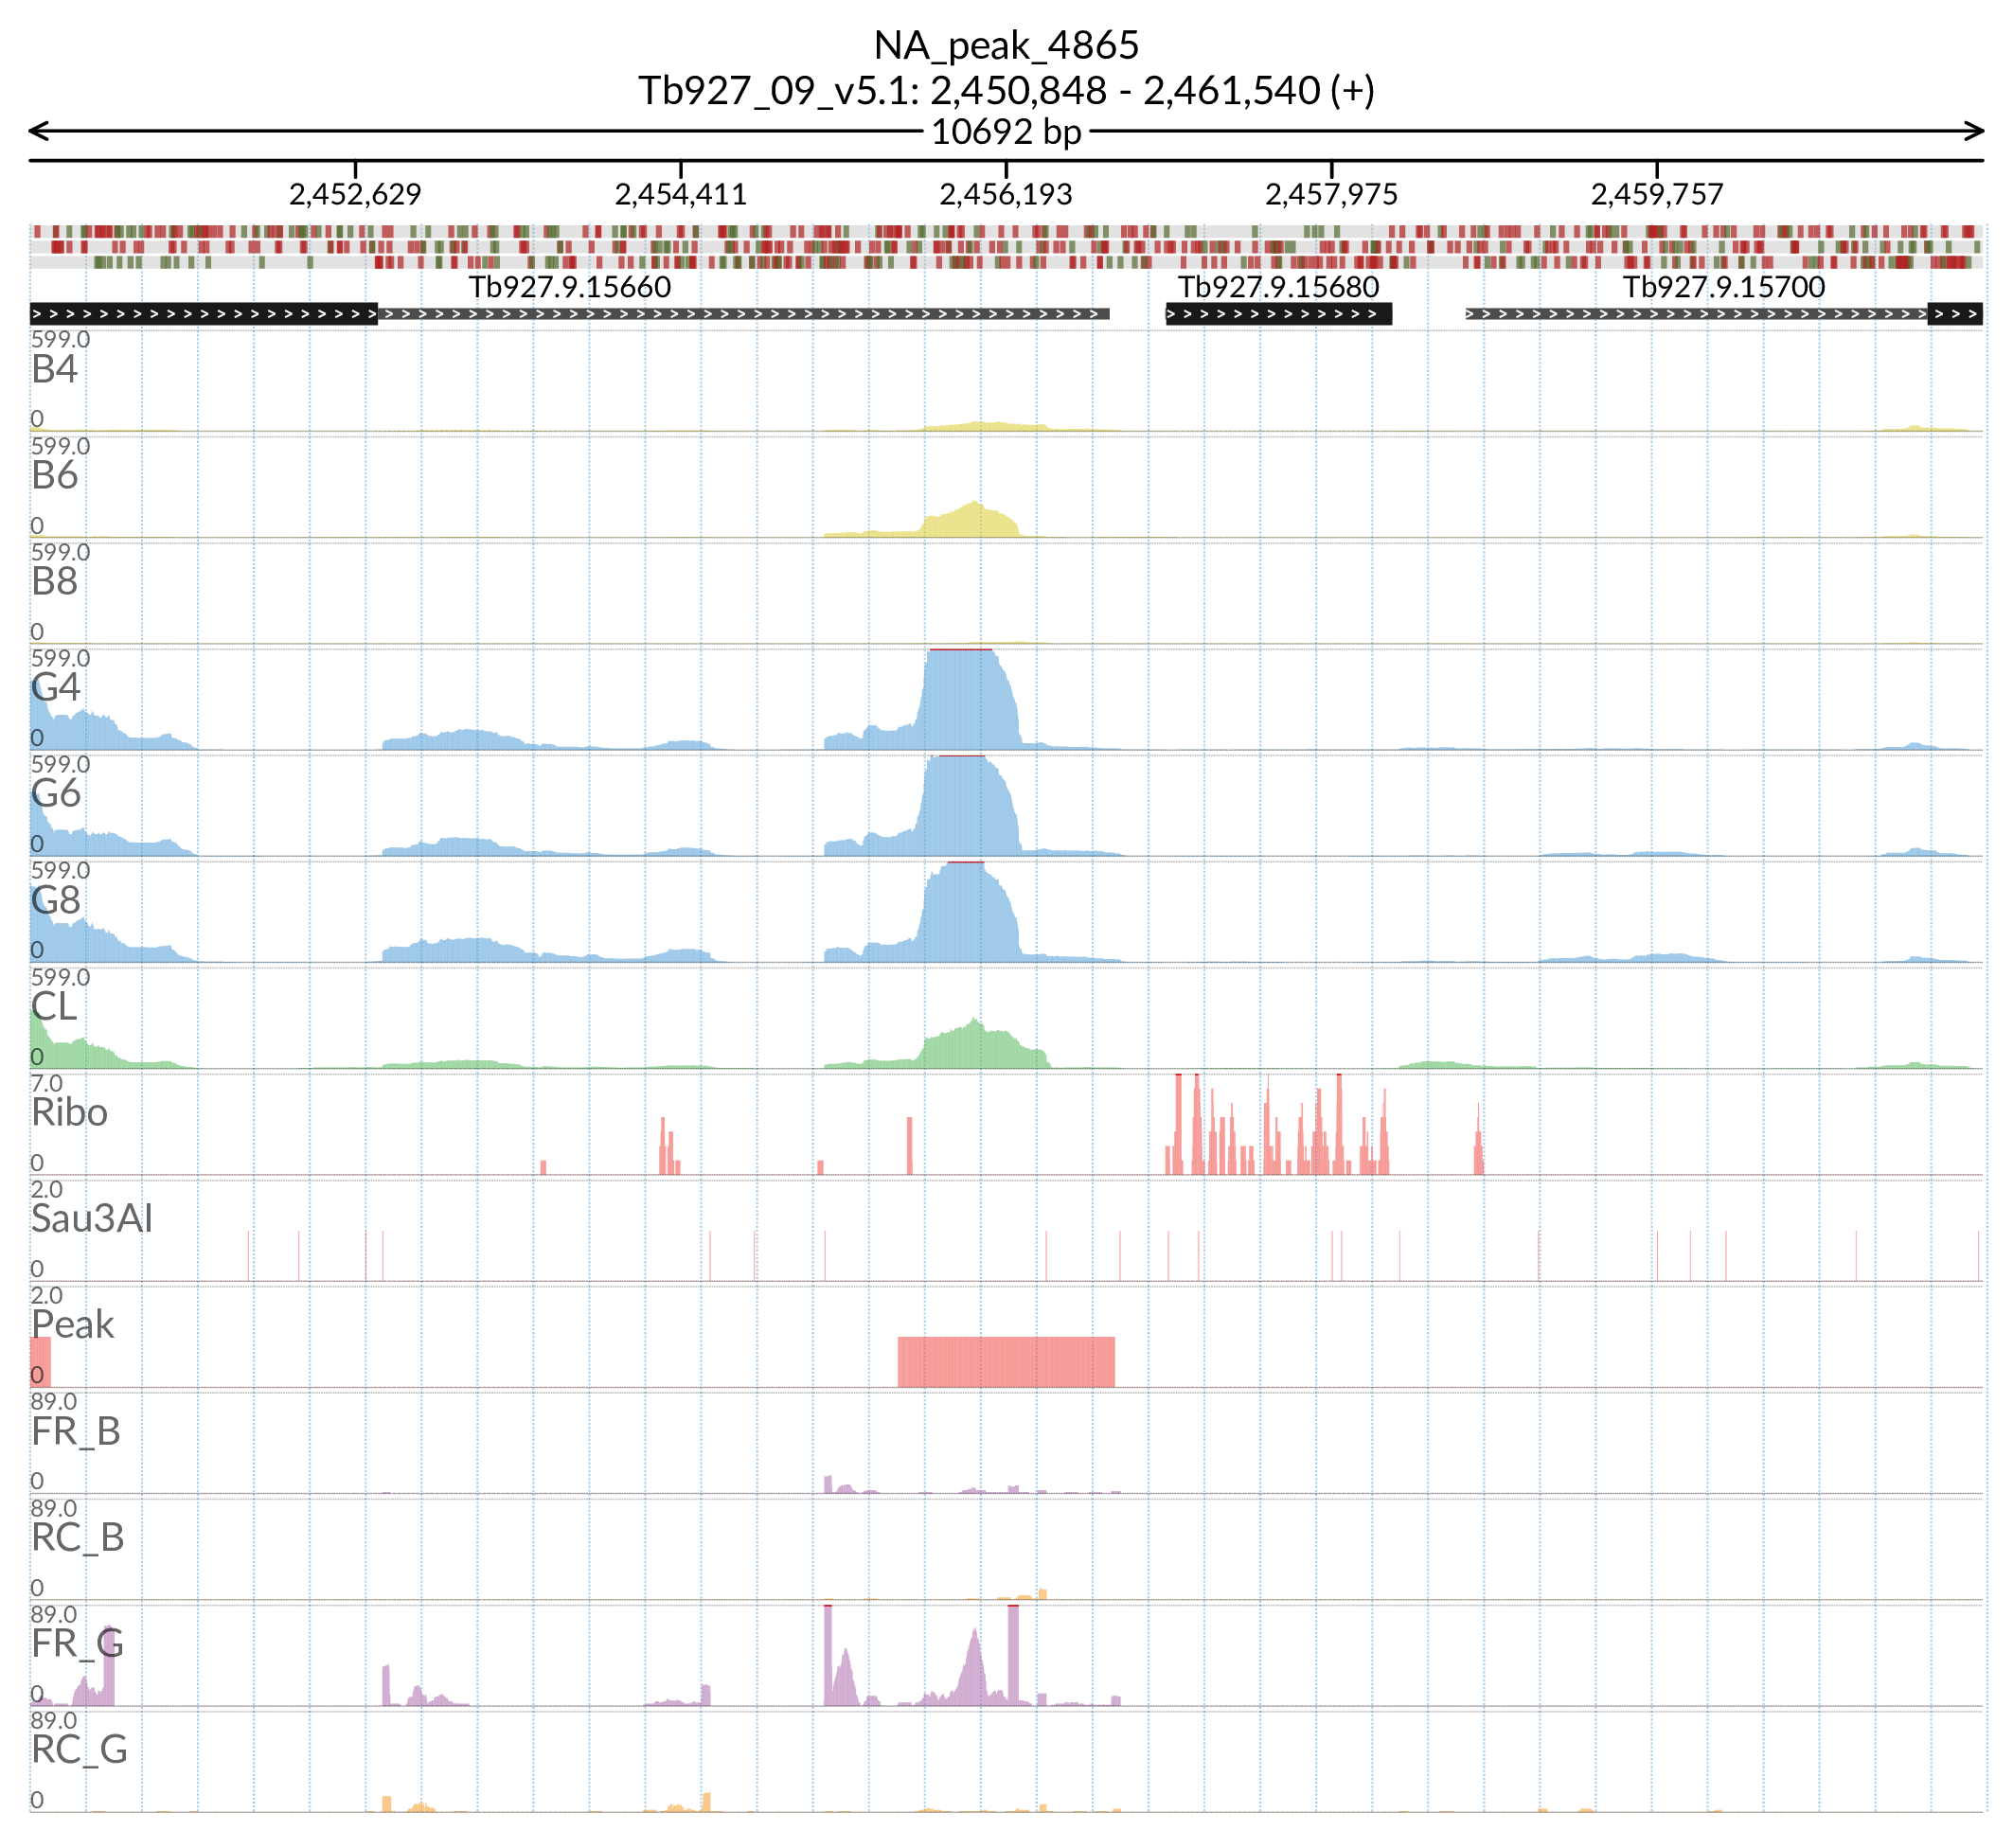 NA_peak_4865
Tb927_09_v5.1: 2,450,848 - 2,461,540 (+)
10692 bp
2,452,629 2,454,411 2,456,193 2,457,975 2,459,757
Tb927.9.15660 Tb927.9.15680 Tb927.9.15700
599.0
B4
0
599.0
B6
0
599.0
B8
0
599.0
G4
0
599.0
G6
0
599.0
G8
0
599.0
CL
0
7.0
Ribo
0
2.0
Sau3AI
0
2.0
Peak
0
89.0
FR_B
0
89.0
RC_B
0
89.0
FR_G
0
89.0
RC_G
0